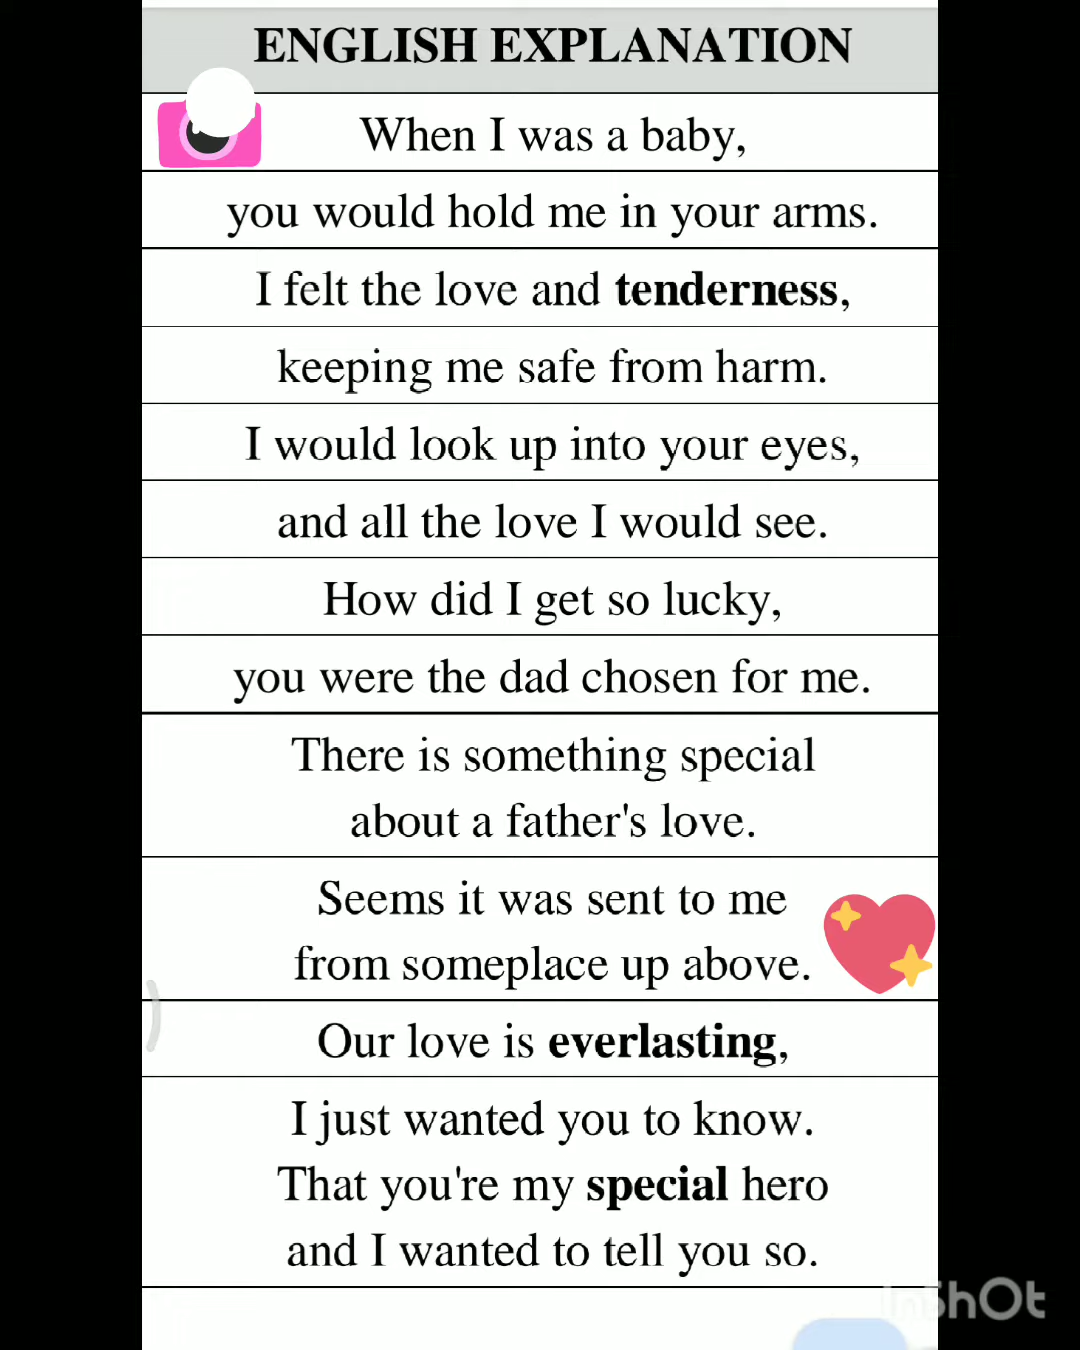 ENGLISH EXPLANATION
When I was a baby,
you would hold me in your arms.
I felt the love and tenderness,
keeping me safe from harm.
I would look up into your eyes,
and all the love I would see.
How did I get so lucky,
you were the dad chosen for me.
There is something special
about a father's love.
Seems it was sent to me
from someplace up above.
Our love is everlasting,
I just wanted you to know.
That you're my special hero
and I wanted to tell you so.
InShOt